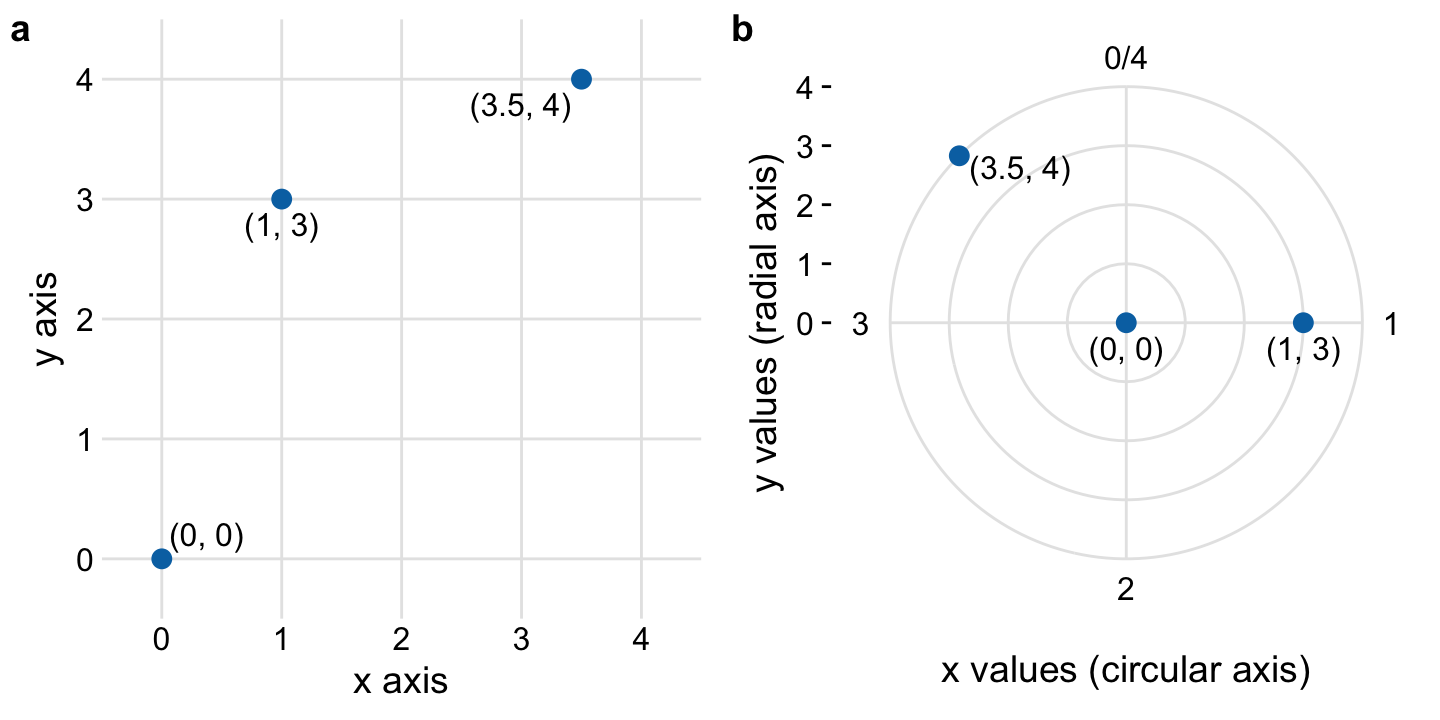 a
4
(3.5, 4)
3
(1, 3)
y axis
2
1
(0, 0)
0
0 1 2 3 4
x axis
b
0/4
4
3
(3.5, 4)
2
1
0
3
1
(0, 0)
(1, 3)
y values (radial axis)
2
x values (circular axis)